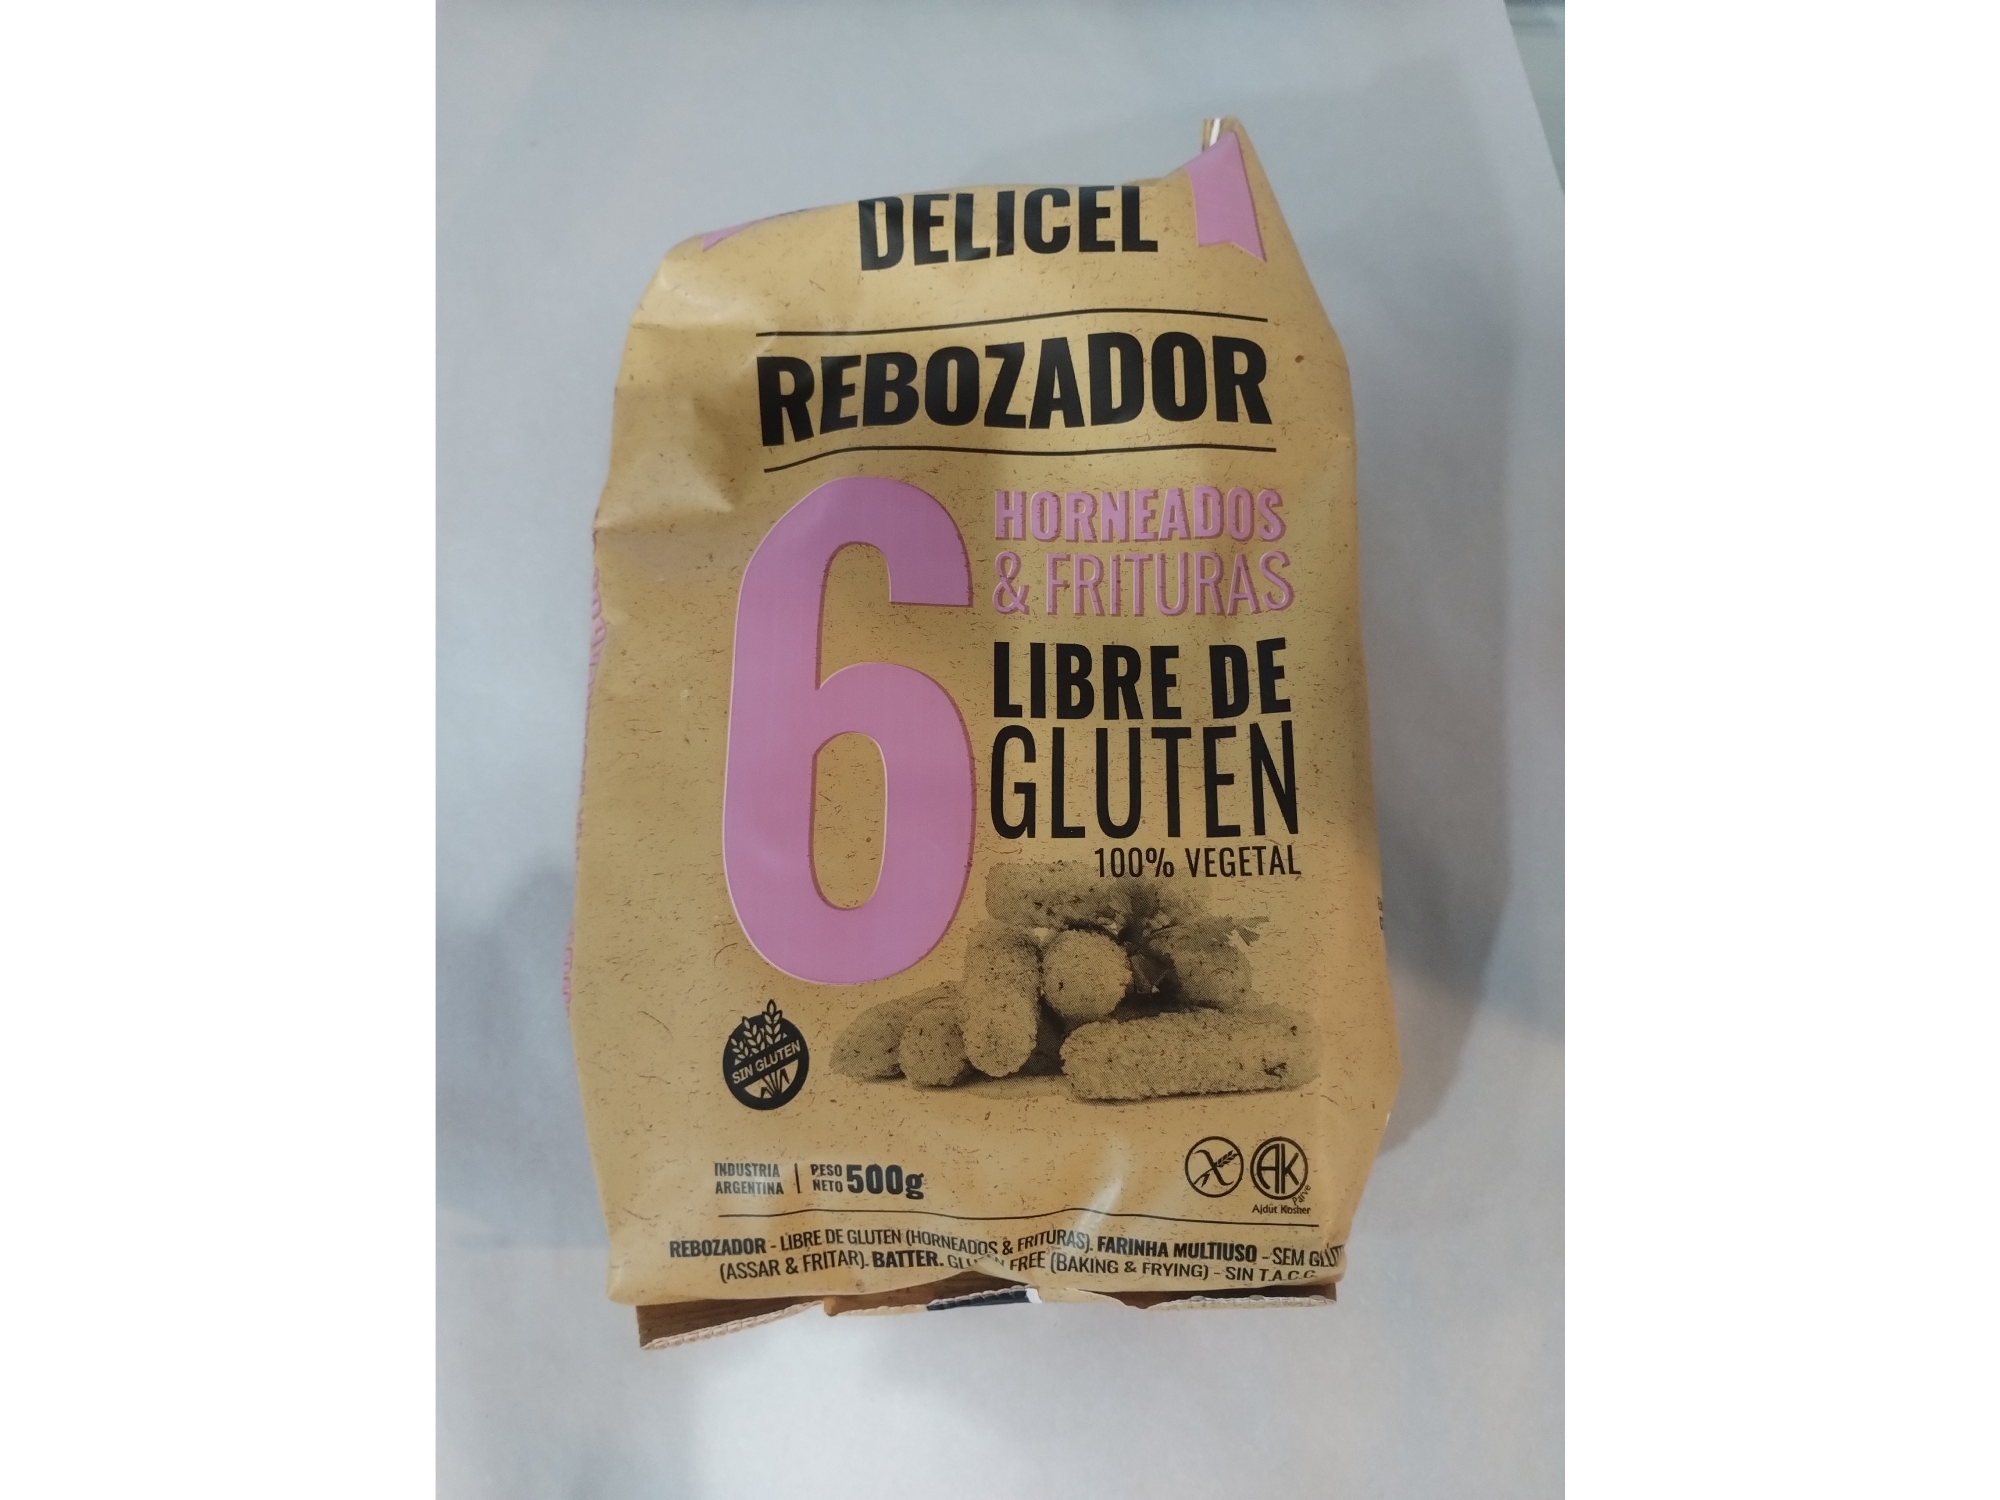 DELICEL
REBOZADOR
6
HORNEADOS
& FRITURAS
LIBRE DE
GLUTEN
100% VEGETAL
SIN GLUTEN
INDUSTRIA
ARGENTINA
PESO
NETO
500g
AK
Parve
Ajdut Kosher
REBOZADOR - LIBRE DE GLUTEN (HORNEADOS & FRITURAS). FARINHA MULTIUSO - SEM
(ASSAR & FRITAR). BATTER. FREE (BAKING & FRYING) - SIN T.A.C.C.